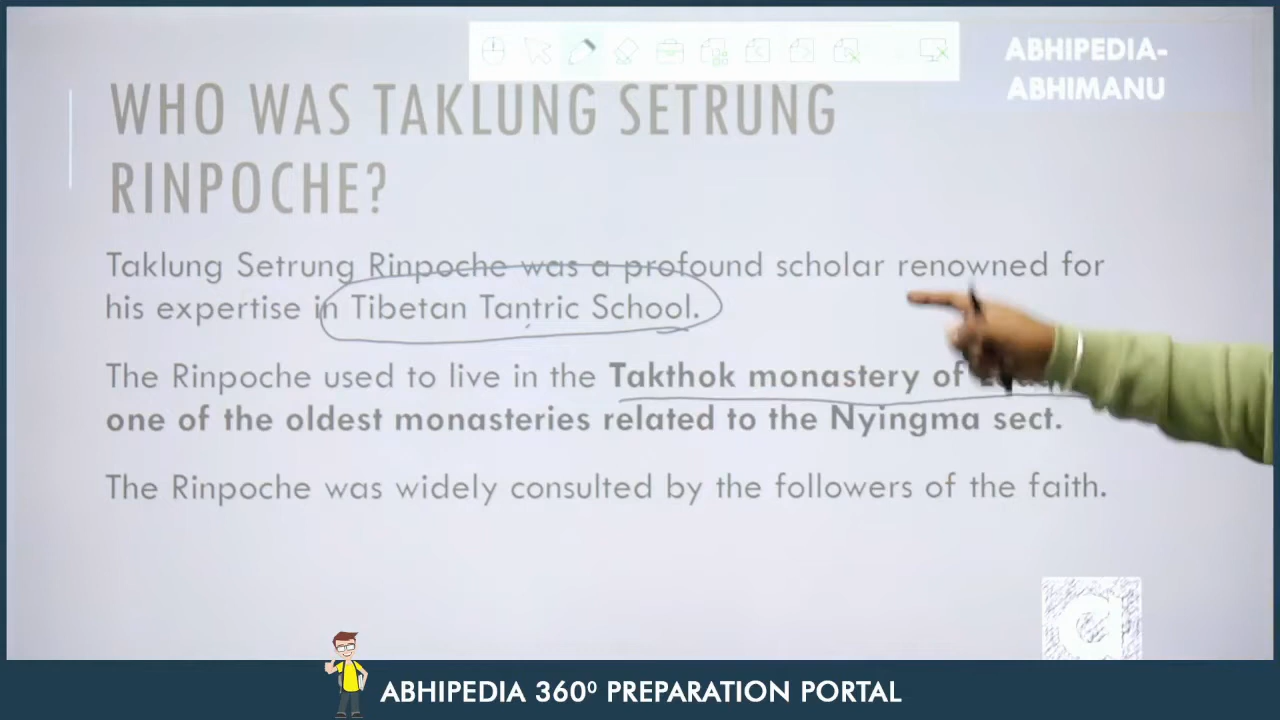 ABHIPEDIA-
ABHIMANU
WHO WAS TAKLUNG SETRUNG
RINPOCHE?
Taklung Setrung Rinpoche was a profound scholar renowned for
his expertise in Tibetan Tantric School.
The Rinpoche used to live in the Takthok monastery of
one of the oldest monasteries related to the Nyingma sect.
The Rinpoche was widely consulted by the followers of the faith.
ABHIPEDIA 360⁰ PREPARATION PORTAL